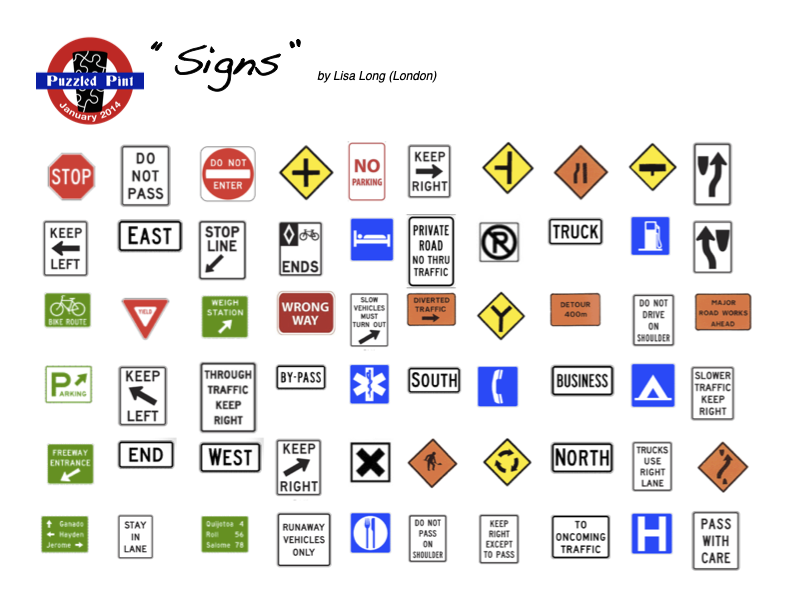 "Signs"
by Lisa Long (London)
Puzzled Pint
January 2014
STOP
DO
NOT
PASS
DO NOT
ENTER
NO
PARKING
KEEP
RIGHT
KEEP
LEFT
EAST
STOP
LINE
ENDS
PRIVATE
ROAD
NO THRU
TRAFFIC
P
TRUCK
BIKE ROUTE
YIELD
WEIGH
STATION
WRONG
WAY
SLOW
VEHICLES
MUST
TURN OUT
DIVERTED
TRAFFIC
DETOUR
400m
DO NOT
DRIVE
ON
SHOULDER
MAJOR
ROAD WORKS
AHEAD
PARKING
KEEP
LEFT
THROUGH
TRAFFIC
KEEP
RIGHT
BY-PASS
SOUTH
BUSINESS
SLOWER
TRAFFIC
KEEP
RIGHT
FREEWAY
ENTRANCE
END
WEST
KEEP
RIGHT
NORTH
TRUCKS
USE
RIGHT
LANE
Ganado
Hayden
Jerome
STAY
IN
LANE
Quijotoa 4
Roll 56
Salome 78
RUNAWAY
VEHICLES
ONLY
DO NOT
PASS
ON
SHOULDER
KEEP
RIGHT
EXCEPT
TO PASS
TO
ONCOMING
TRAFFIC
H
PASS
WITH
CARE